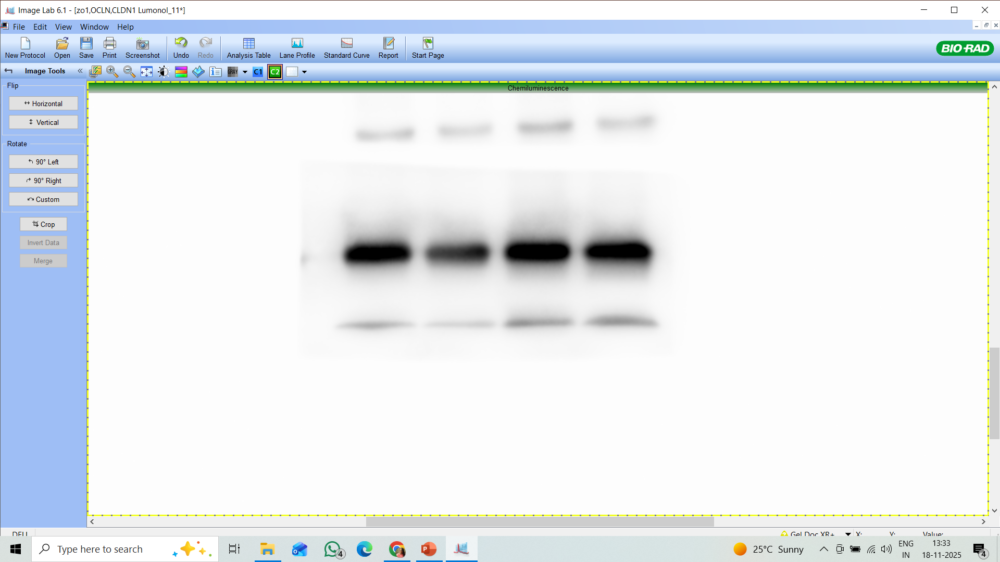 Image Lab 6.1 - [zo1,OCLN,CLDN1 Lumonol_11*]
File Edit View Window Help
New Protocol Open Save Print Screenshot Undo Redo Analysis Table Lane Profile Standard Curve Report Start Page
BIO-RAD
Image Tools
GRAY C1 C2
Flip
Horizontal
Vertical
Rotate
90° Left
90° Right
Custom
Crop
Invert Data
Merge
Chemiluminescence
Gel Doc XR+ X: Y: Value:
Type here to search
4
25°C Sunny
ENG
IN
13:33
18-11-2025
4